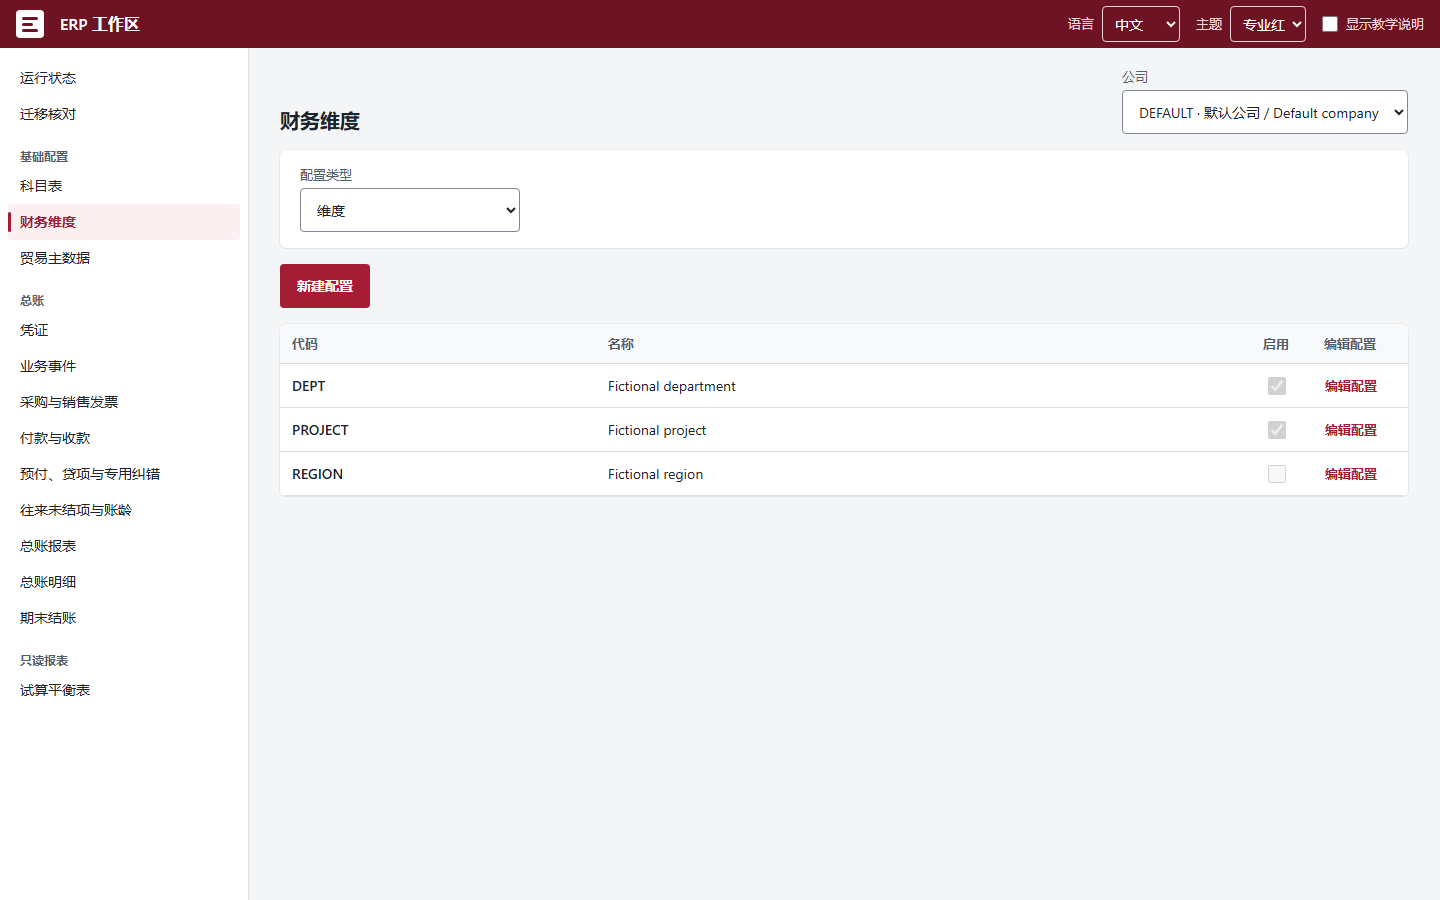 ERP 工作区
语言 中文 主题 专业红 显示教学说明
运行状态
迁移核对
基础配置
科目表
财务维度
贸易主数据
总账
凭证
业务事件
采购与销售发票
付款与收款
预付、贷项与专用纠错
往来未结项与账龄
总账报表
总账明细
期末结账
只读报表
试算平衡表
公司
DEFAULT · 默认公司 / Default company
财务维度
配置类型
维度
新建配置
代码 名称 启用 编辑配置
DEPT Fictional department 编辑配置
PROJECT Fictional project 编辑配置
REGION Fictional region 编辑配置